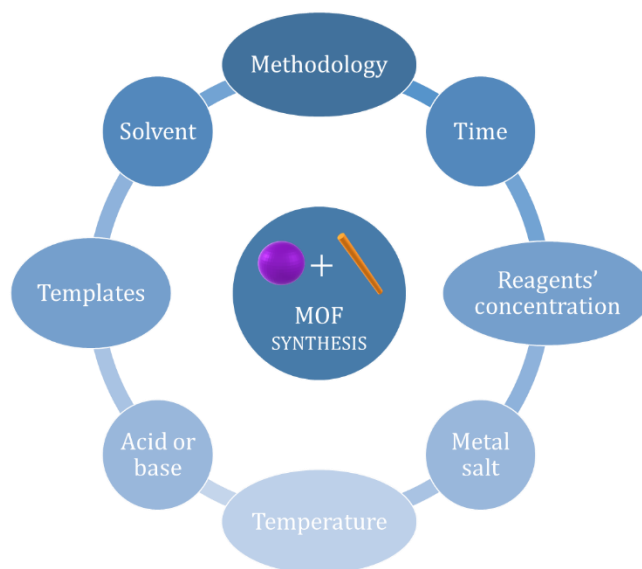 Methodology
Solvent
Time
Templates
+
MOF
SYNTHESIS
Reagents’
concentration
Acid or
base
Metal
salt
Temperature